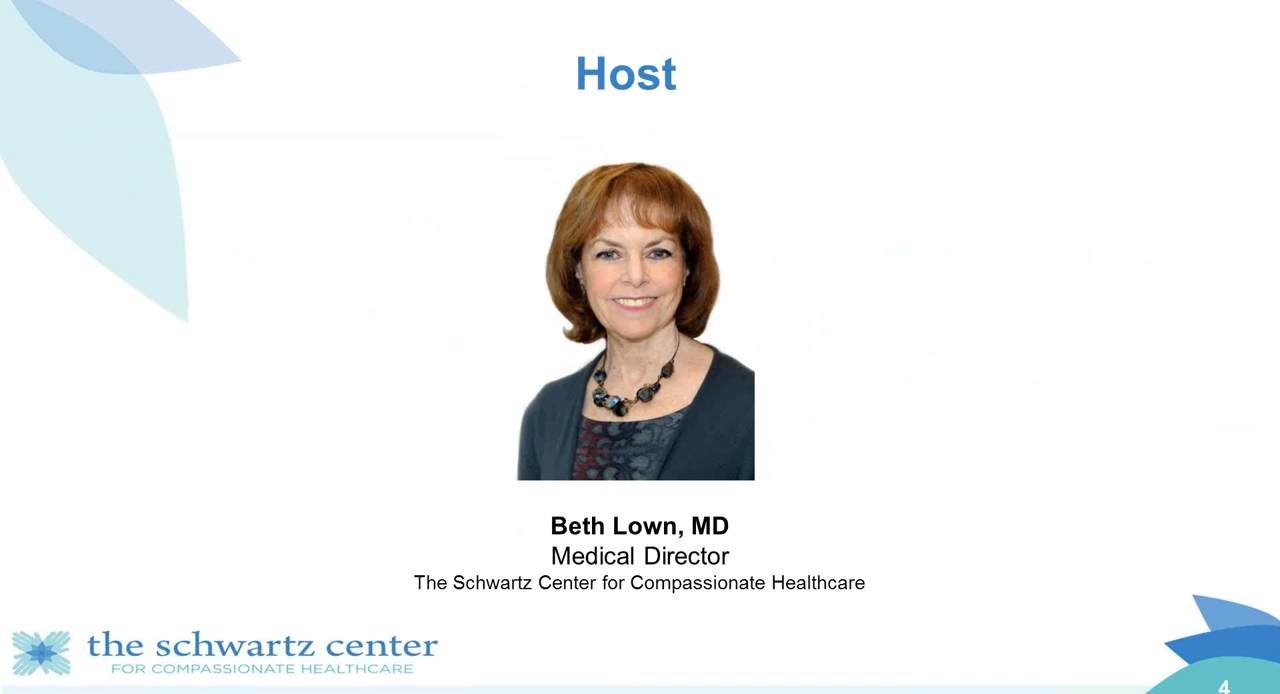 Host
Beth Lown, MD
Medical Director
The Schwartz Center for Compassionate Healthcare
the schwartz center
FOR COMPASSIONATE HEALTHCARE
4